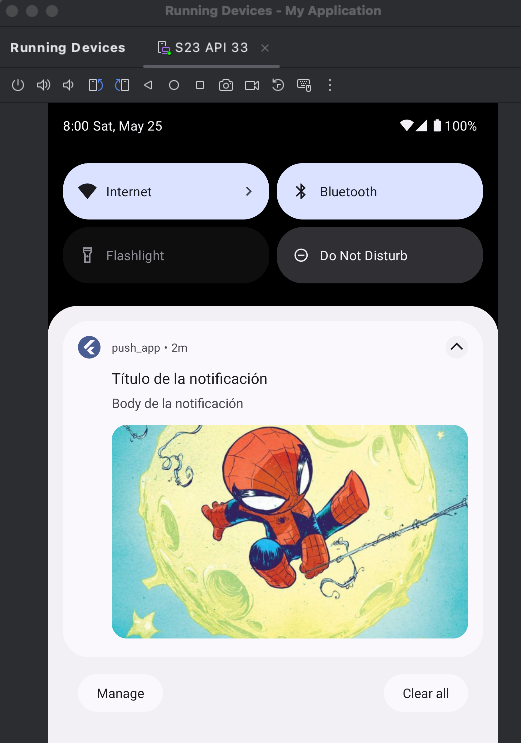 Running Devices - My Application
Running Devices
S23 API 33
8:00 Sat, May 25
100%
Internet
Bluetooth
Flashlight
Do Not Disturb
push_app • 2m
Título de la notificación
Body de la notificación
Manage
Clear all